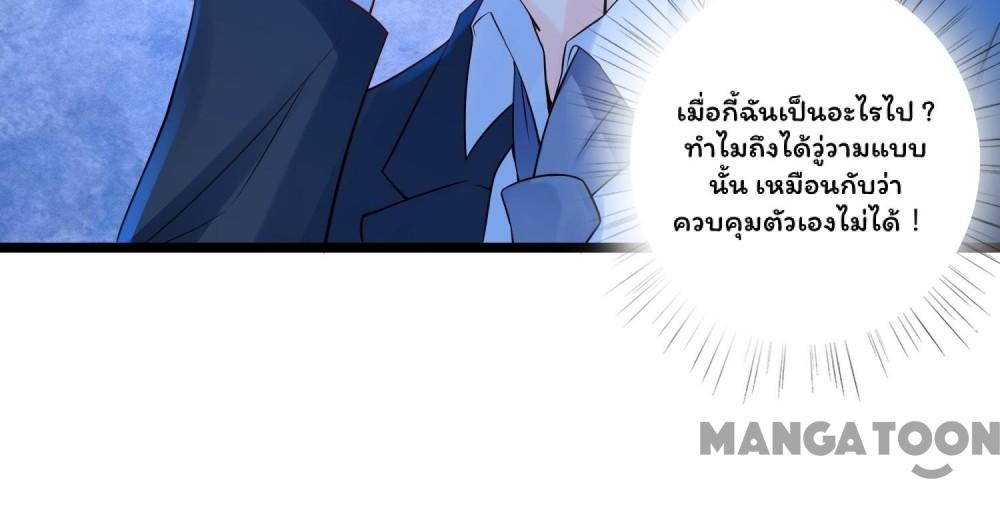 เมื่อกี้ฉันเป็นอะไรไป ?
ทำไมถึงได้วู่วามแบบ
นั้น เหมือนกับว่า
ควบคุมตัวเองไม่ได้ !
MANGATOON